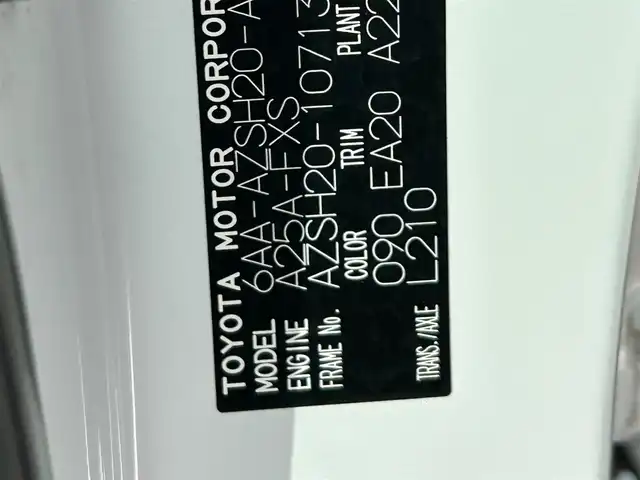 TOYOTA MOTOR CORPOR
MODEL 6AA-AZSH20-A
ENGINE A25A-FXS
FRAME No. AZSH20-10713
COLOR TRIM PLANT
090 EA20 A22
TRANS./AXLE L210